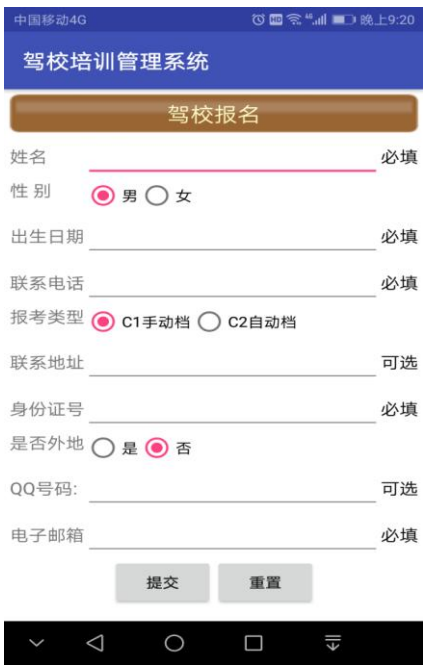 中国移动4G HD 4G 晚上9:20
驾校培训管理系统
驾校报名
姓名 必填
性别 男 女
出生日期 必填
联系电话 必填
报考类型 C1手动档 C2自动档
联系地址 可选
身份证号 必填
是否外地 是 否
QQ号码: 可选
电子邮箱 必填
提交 重置